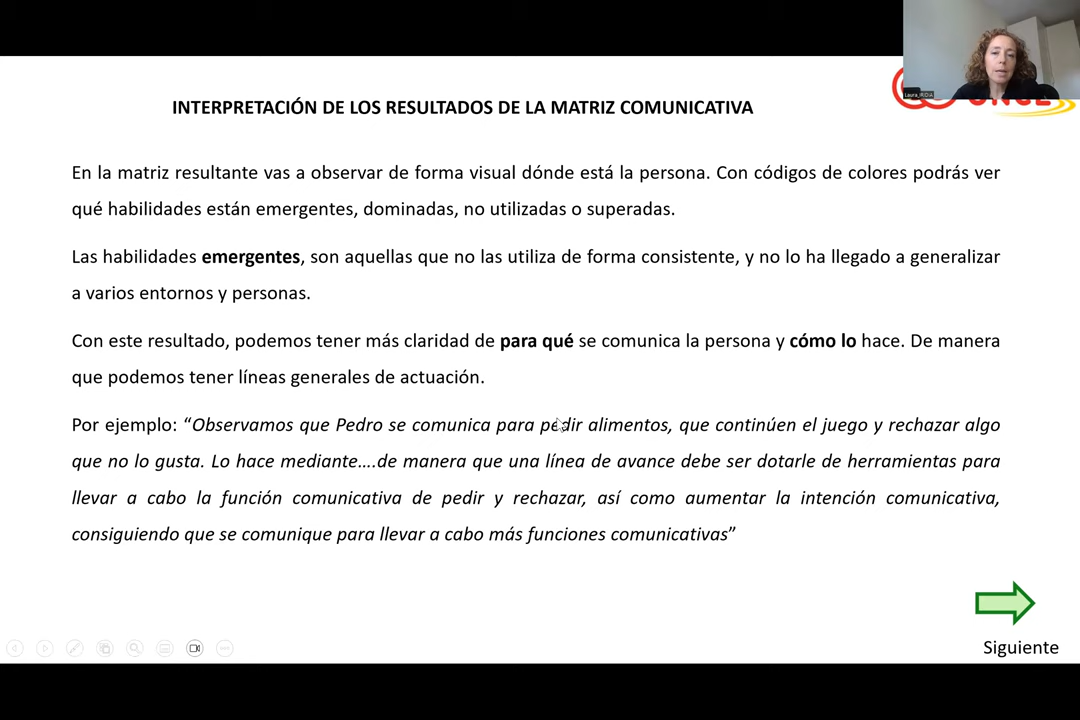 INTERPRETACIÓN DE LOS RESULTADOS DE LA MATRIZ COMUNICATIVA
En la matriz resultante vas a observar de forma visual dónde está la persona. Con códigos de colores podrás ver
qué habilidades están emergentes, dominadas, no utilizadas o superadas.
Las habilidades emergentes, son aquellas que no las utiliza de forma consistente, y no lo ha llegado a generalizar
a varios entornos y personas.
Con este resultado, podemos tener más claridad de para qué se comunica la persona y cómo lo hace. De manera
que podemos tener líneas generales de actuación.
Por ejemplo: “Observamos que Pedro se comunica para pedir alimentos, que continúen el juego y rechazar algo
que no lo gusta. Lo hace mediante….de manera que una línea de avance debe ser dotarle de herramientas para
llevar a cabo la función comunicativa de pedir y rechazar, así como aumentar la intención comunicativa,
consiguiendo que se comunique para llevar a cabo más funciones comunicativas”
Siguiente